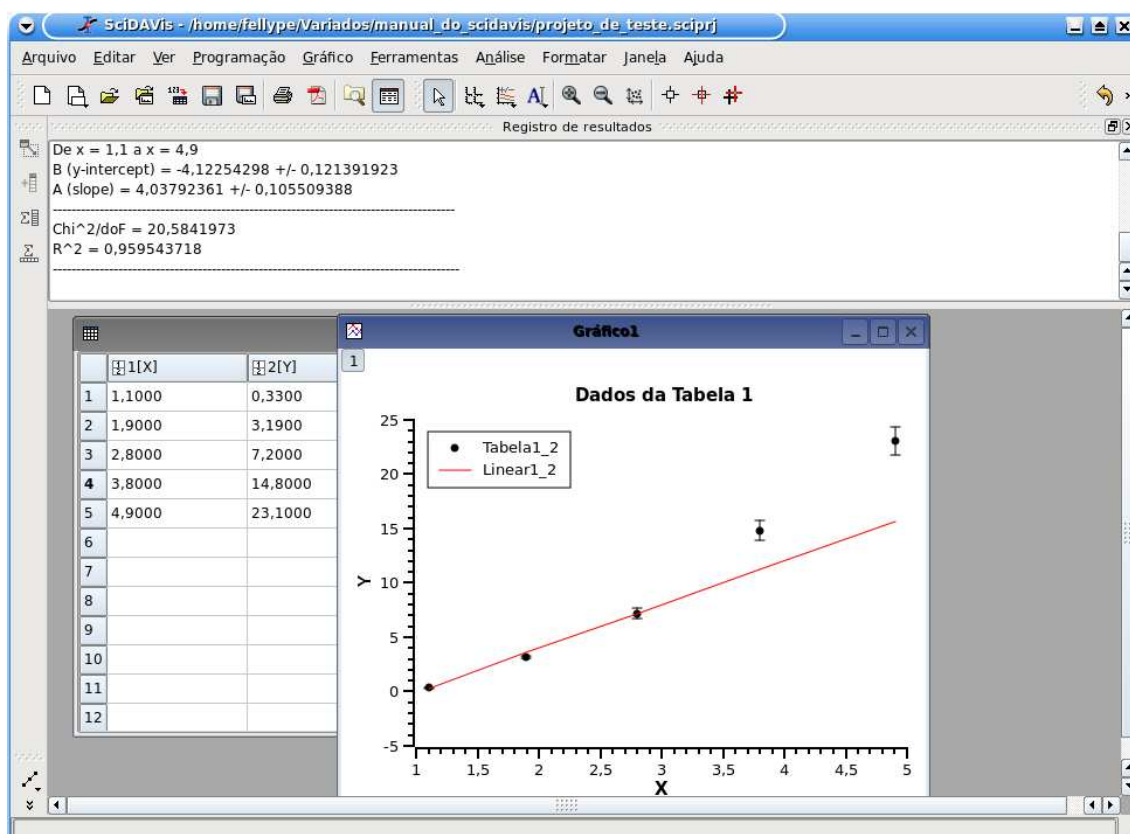 SciDAVis - /home/fellype/Variados/manual_do_scidavis/projeto_de_teste.sciprj
Arquivo Editar Ver Programação Gráfico Ferramentas Análise Formatar Janela Ajuda
Registro de resultados
De x = 1,1 a x = 4,9
B (y-intercept) = -4,12254298 +/- 0,121391923
A (slope) = 4,03792361 +/- 0,105509388
--------------------------------------------------------------------------------------
Chi^2/doF = 20,5841973
R^2 = 0,959543718
---------------------------------------------------------------------------------------
1[X] 2[Y]
1 1,1000 0,3300
2 1,9000 3,1900
3 2,8000 7,2000
4 3,8000 14,8000
5 4,9000 23,1000
6
7
8
9
10
11
12
Gráfico1
1
Dados da Tabela 1
Tabela1_2
Linear1_2
Y
25
20
15
10
5
0
-5
1 1,5 2 2,5 3 3,5 4 4,5 5
X